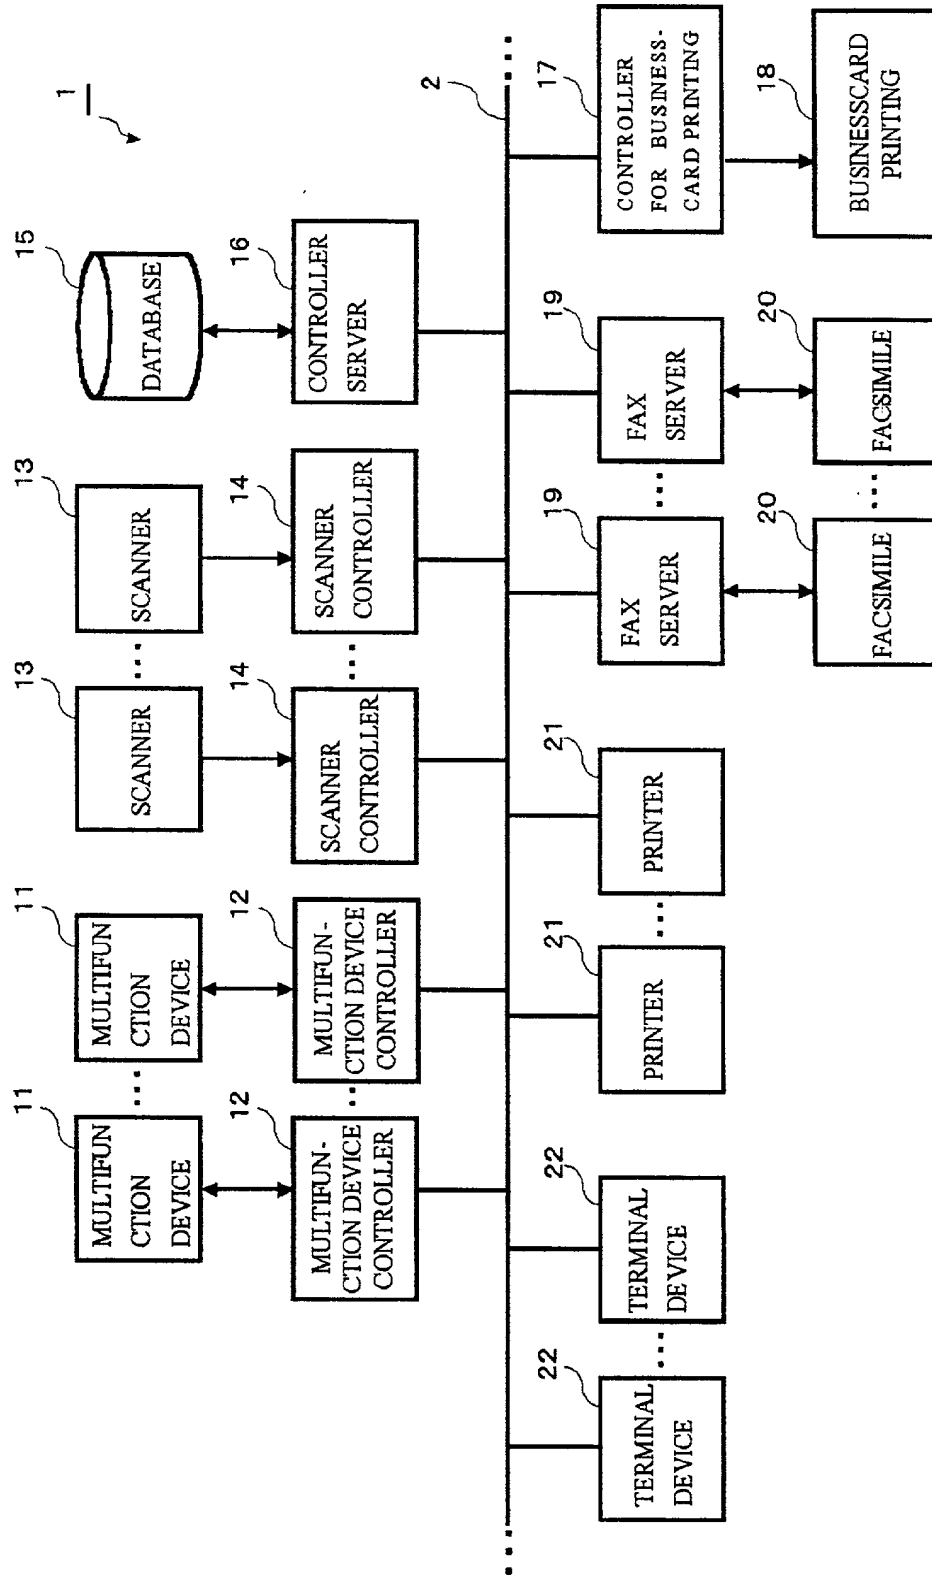 1
11
11
13
13
15
MULTIFUN
CTION
DEVICE
...
MULTIFUN
CTION
DEVICE
SCANNER
...
SCANNER
DATABASE
12
12
14
14
16
MULTIFUN-
CTION DEVICE
CONTROLLER
..
MULTIFUN-
CTION DEVICE
CONTROLLER
SCANNER
CONTROLLER
...
SCANNER
CONTROLLER
CONTROLLER
SERVER
2
...
...
22
22
21
21
19
19
17
TERMINAL
DEVICE
...
TERMINAL
DEVICE
PRINTER
...
PRINTER
FAX
SERVER
...
FAX
SERVER
CONTROLLER
FOR BUSINESS-
CARD PRINTING
20
20
18
FACSIMILE
...
FACSIMILE
BUSINESSCARD
PRINTING